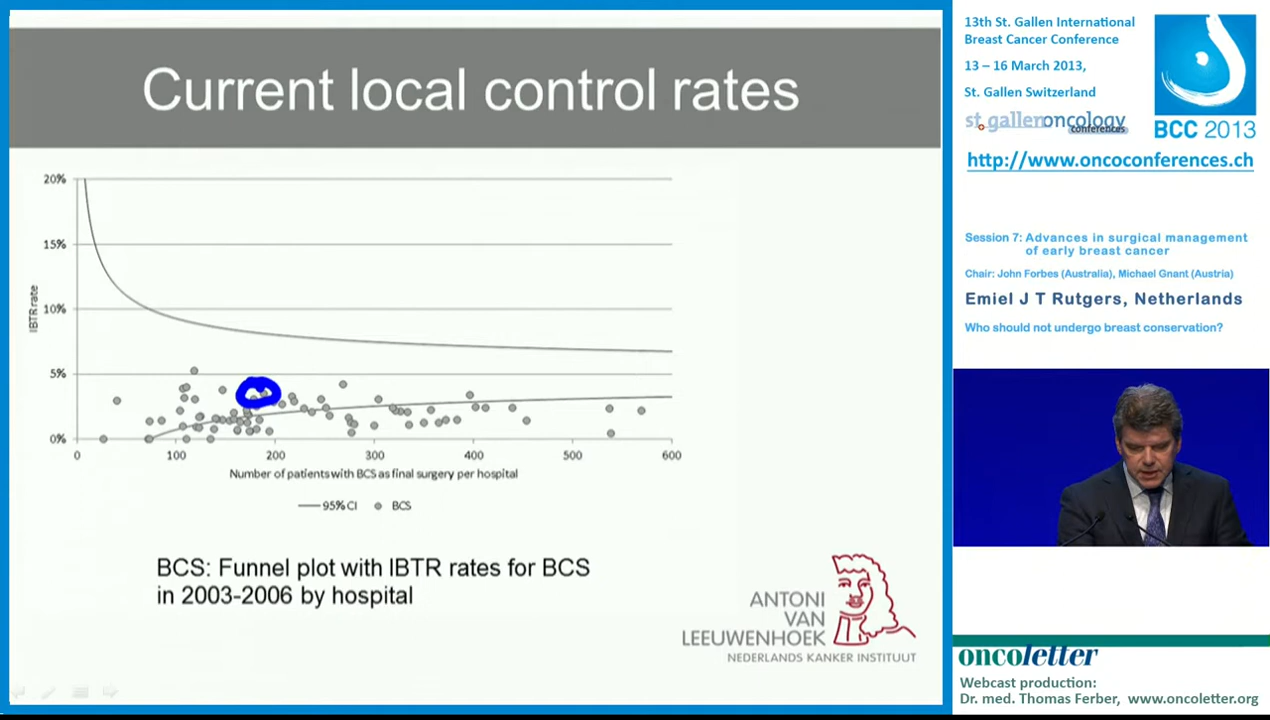 Current local control rates
20%
15%
10%
5%
0%
IBTR rate
0 100 200 300 400 500 600
Number of patients with BCS as final surgery per hospital
95% CI BCS
BCS: Funnel plot with IBTR rates for BCS
in 2003-2006 by hospital
ANTONI
VAN
LEEUWENHOEK
NEDERLANDS KANKER INSTITUUT
13th St. Gallen International
Breast Cancer Conference
13 – 16 March 2013,
St. Gallen Switzerland
st.gallenoncology
conferences
BCC 2013
http://www.oncoconferences.ch
Session 7: Advances in surgical management
of early breast cancer
Chair: John Forbes (Australia), Michael Gnant (Austria)
Emiel J T Rutgers, Netherlands
Who should not undergo breast conservation?
oncoletter
Webcast production:
Dr. med. Thomas Ferber, www.oncoletter.org